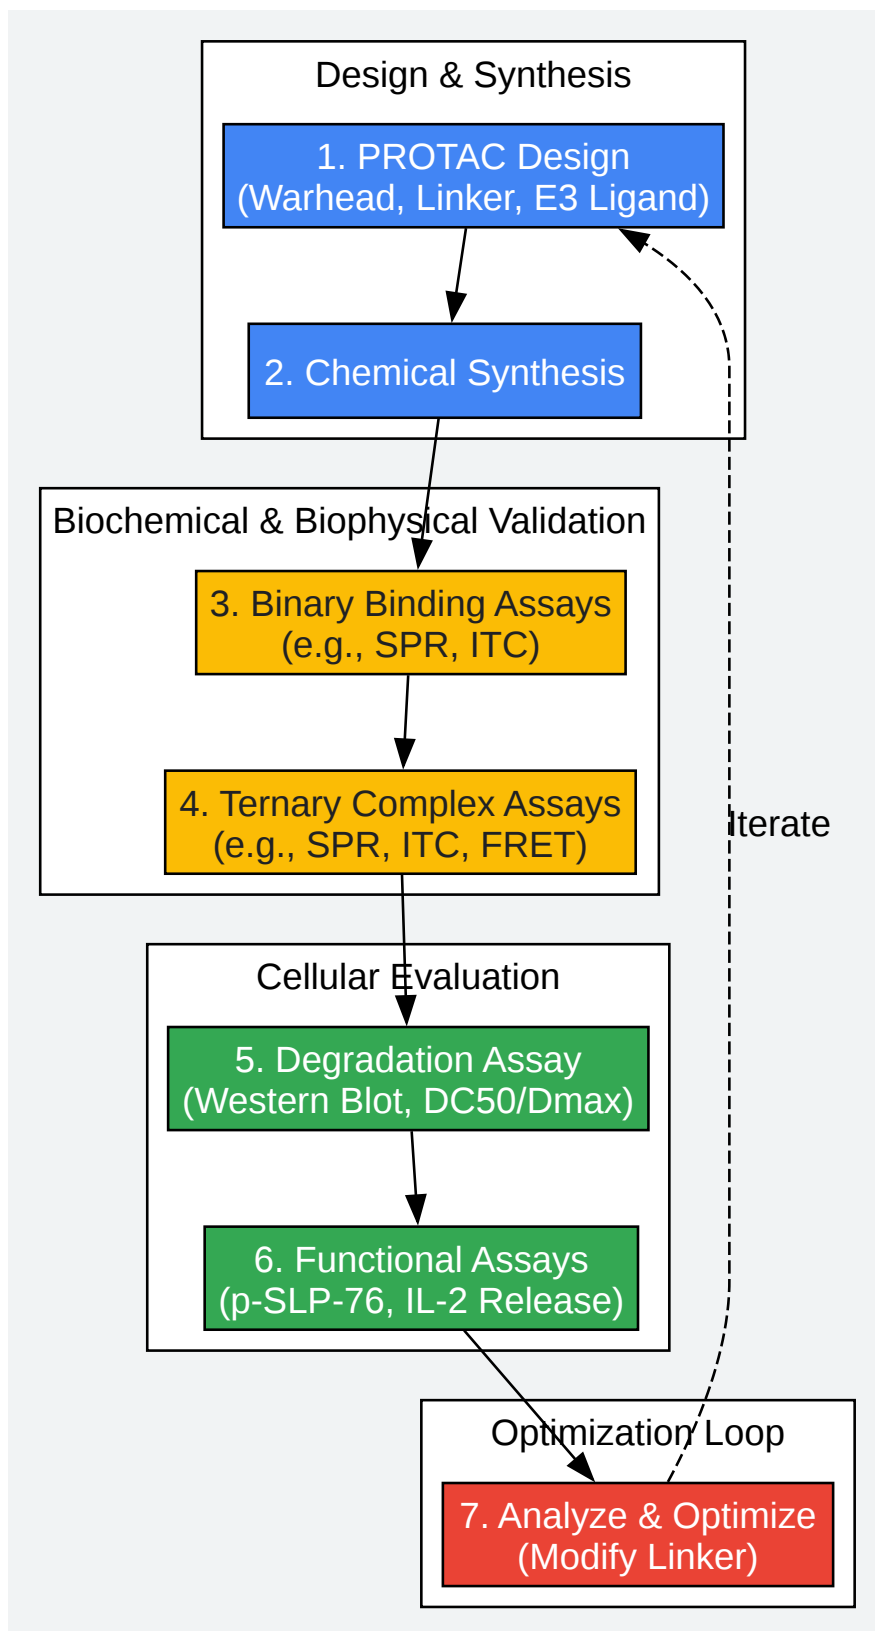 Design & Synthesis
1. PROTAC Design
(Warhead, Linker, E3 Ligand)
2. Chemical Synthesis
Biochemical & Biophysical Validation
3. Binary Binding Assays
(e.g., SPR, ITC)
4. Ternary Complex Assays
(e.g., SPR, ITC, FRET)
Iterate
Cellular Evaluation
5. Degradation Assay
(Western Blot, DC50/Dmax)
6. Functional Assays
(p-SLP-76, IL-2 Release)
Optimization Loop
7. Analyze & Optimize
(Modify Linker)